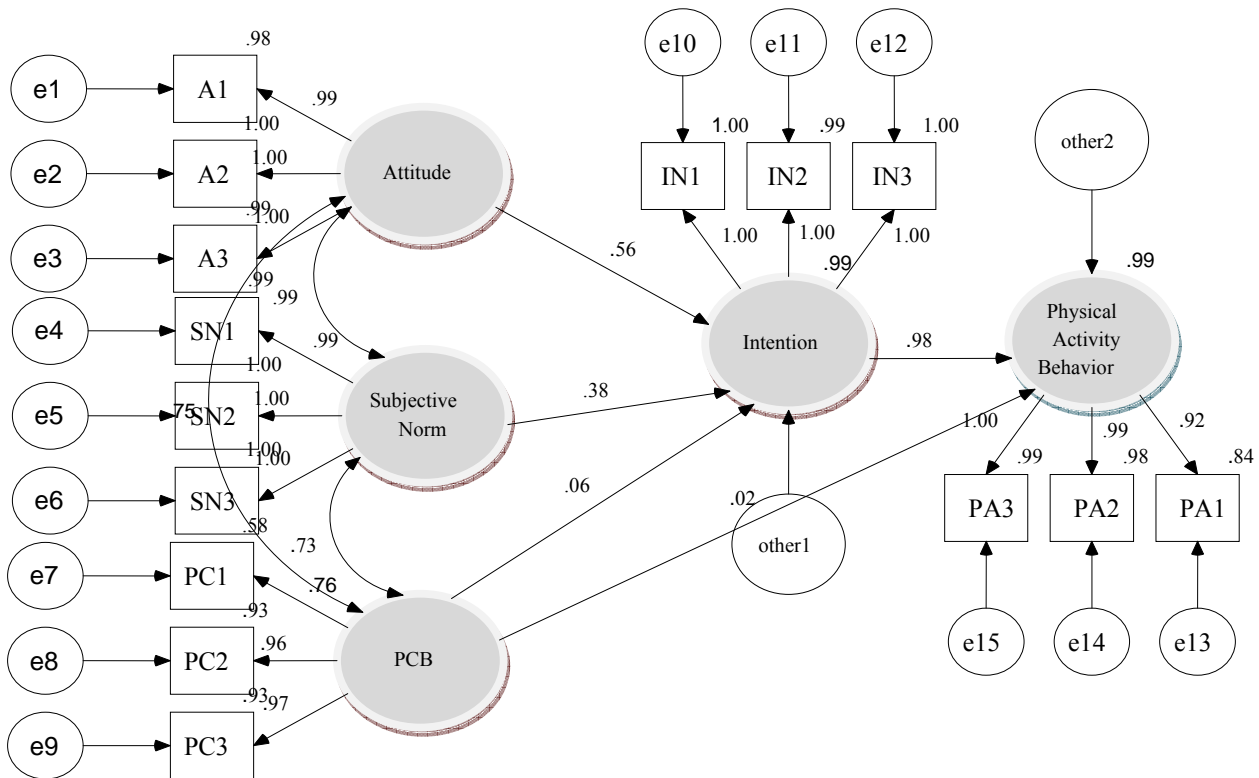 e10
e11
e12
.98
e1
A1
.99
1.00
.99
1.00
other2
1.00
1.00
e2
A2
Attitude
IN1
IN2
IN3
.99
1.00
e3
A3
1.00
1.00
1.00
.56
.99
.99
.99
.99
e4
SN1
.99
Physical
Activity
Behavior
Intention
.98
1.00
Subjective
Norm
.38
e5
SN2
1.00
.75
1.00
.99
.92
1.00
1.00
.99
.98
.84
e6
SN3
.06
.02
PA3
PA2
PA1
.58
.73
other1
e7
PC1
.76
.93
e15
e14
e13
.96
e8
PC2
PCB
.93
.97
e9
PC3